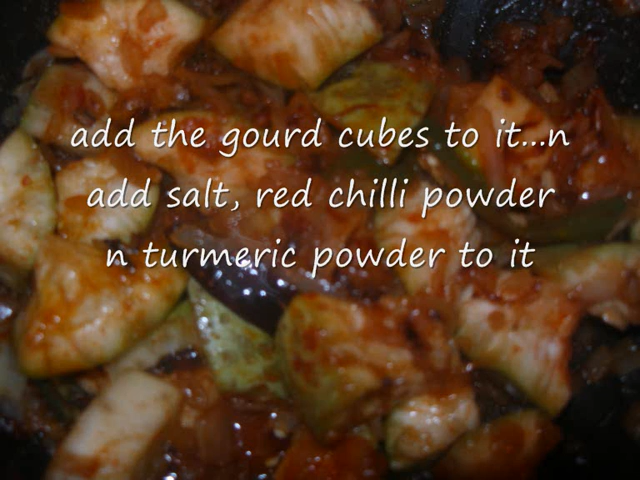 add the gourd cubes to it...n
add salt, red chilli powder
n turmeric powder to it